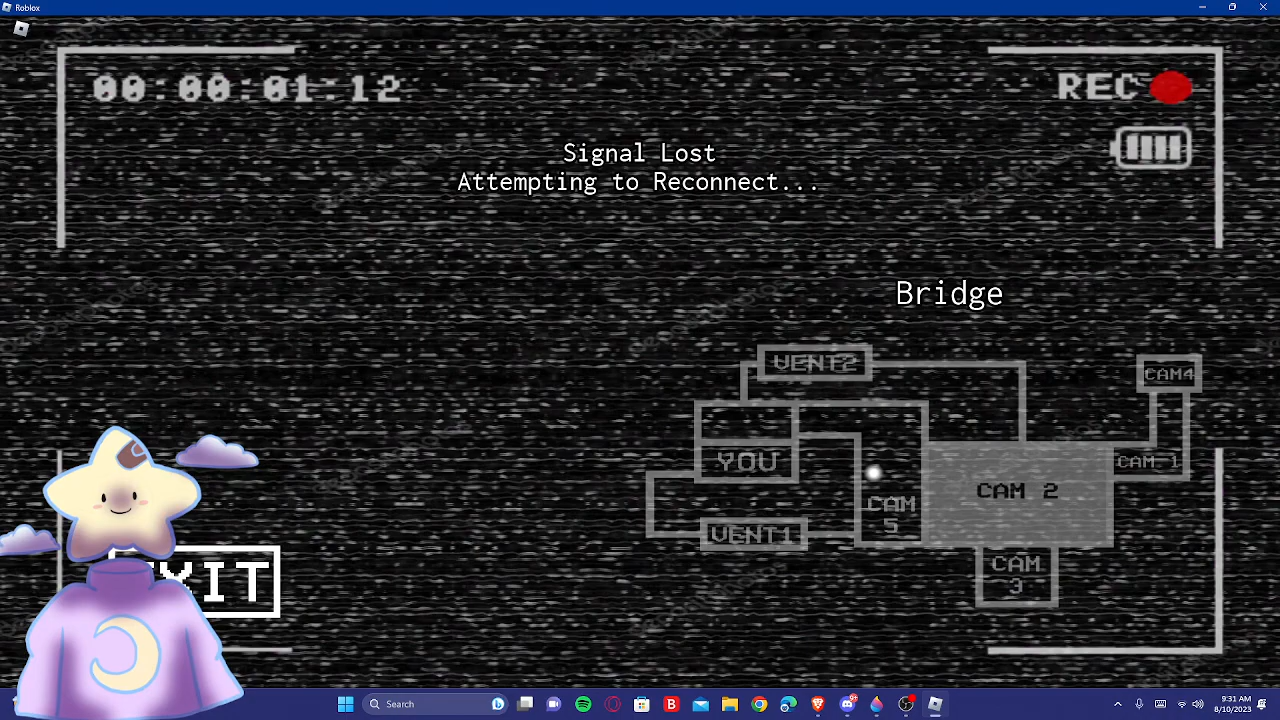 Roblox
00:00:01:12
REC
Signal Lost
Attempting to Reconnect...
Bridge
VENT2
CAM4
YOU
CAM 1
CAM 2
CAM
5
VENT1
CAM
3
EXIT
Search
9:31 AM
8/10/2023